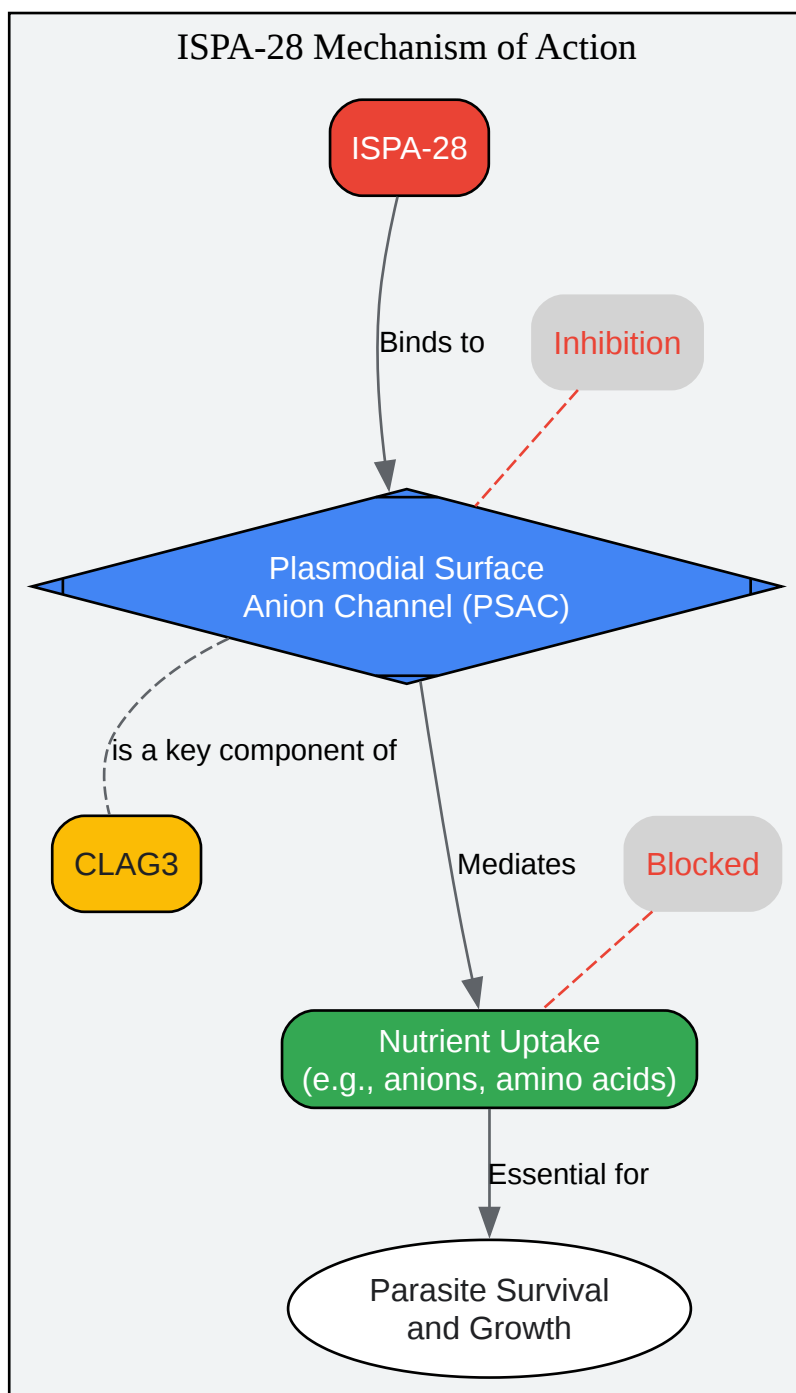 ISPA-28 Mechanism of Action
ISPA-28
Binds to
Inhibition
Plasmodial Surface
Anion Channel (PSAC)
is a key component of
CLAG3
Mediates
Blocked
Nutrient Uptake
(e.g., anions, amino acids)
Essential for
Parasite Survival
and Growth